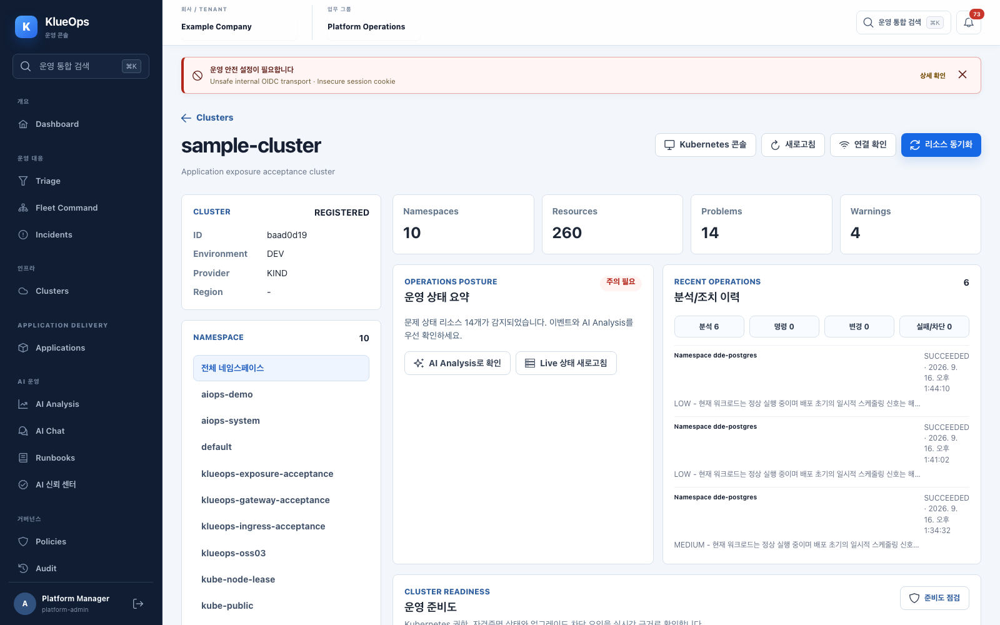 K
KlueOps
운영 콘솔
운영 통합 검색
⌘K
개요
Dashboard
운영 대응
Triage
Fleet Command
Incidents
인프라
Clusters
APPLICATION DELIVERY
Applications
AI 운영
AI Analysis
AI Chat
Runbooks
AI 신뢰 센터
거버넌스
Policies
Audit
A
Platform Manager
platform-admin
회사 / TENANT
Example Company
업무 그룹
Platform Operations
운영 통합 검색
⌘K
73
운영 안전 설정이 필요합니다
Unsafe internal OIDC transport · Insecure session cookie
상세 확인
Clusters
sample-cluster
Application exposure acceptance cluster
Kubernetes 콘솔
새로고침
연결 확인
리소스 동기화
CLUSTER
REGISTERED
ID
baad0d19
Environment
DEV
Provider
KIND
Region
-
NAMESPACE
10
전체 네임스페이스
aiops-demo
aiops-system
default
klueops-exposure-acceptance
klueops-gateway-acceptance
klueops-ingress-acceptance
klueops-oss03
kube-node-lease
kube-public
Namespaces
10
Resources
260
Problems
14
Warnings
4
OPERATIONS POSTURE
운영 상태 요약
주의 필요
문제 상태 리소스 14개가 감지되었습니다. 이벤트와 AI Analysis를
우선 확인하세요.
AI Analysis로 확인
Live 상태 새로고침
RECENT OPERATIONS
분석/조치 이력
6
분석 6
명령 0
변경 0
실패/차단 0
Namespace dde-postgres
SUCCEEDED
· 2026. 9.
16. 오후
1:44:10
LOW - 현재 워크로드는 정상 실행 중이며 배포 초기의 일시적 스케줄링 신호는 해...
Namespace dde-postgres
SUCCEEDED
· 2026. 9.
16. 오후
1:41:02
LOW - 현재 워크로드는 정상 실행 중이며 배포 초기의 일시적 스케줄링 신호는 해...
Namespace dde-postgres
SUCCEEDED
· 2026. 9.
16. 오후
1:34:32
MEDIUM - 현재 워크로드는 정상 실행 중이며 배포 초기의 일시적 스케줄링 신호...
CLUSTER READINESS
운영 준비도
준비도 점검
Kubernetes 권한, 자격증명 상태와 업그레이드 차단 요인을 실시간 근거로 확인합니다.